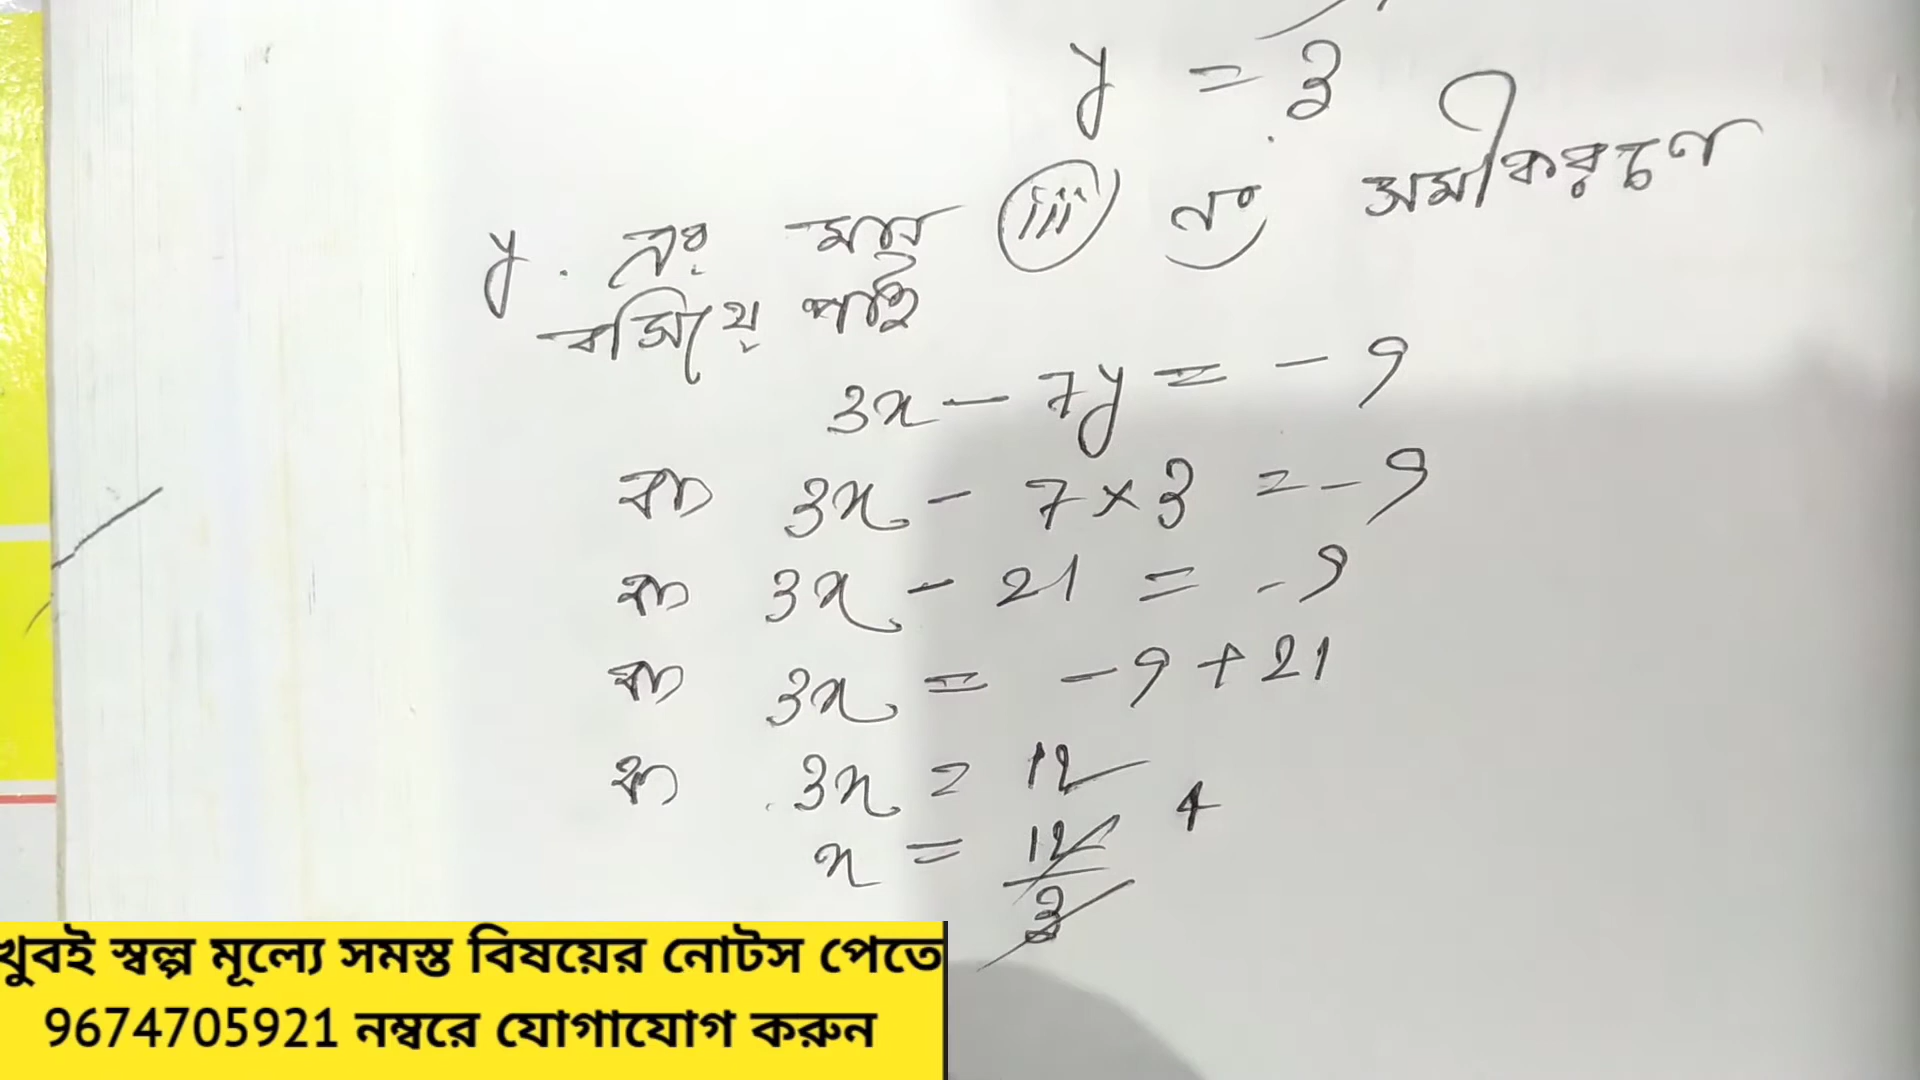 y = 3
y. নং মান (iii) নং সমীকরণে
বসিয়ে পাই
3x - 7y = - 9
বা 3x - 7 × 3 = - 9
বা 3x - 21 = - 9
বা 3x = - 9 + 21
বা 3x = 12
x = 12/3 4
খুবই স্বল্প মূল্যে সমস্ত বিষয়ের নোটস পেতে
9674705921 নম্বরে যোগাযোগ করুন